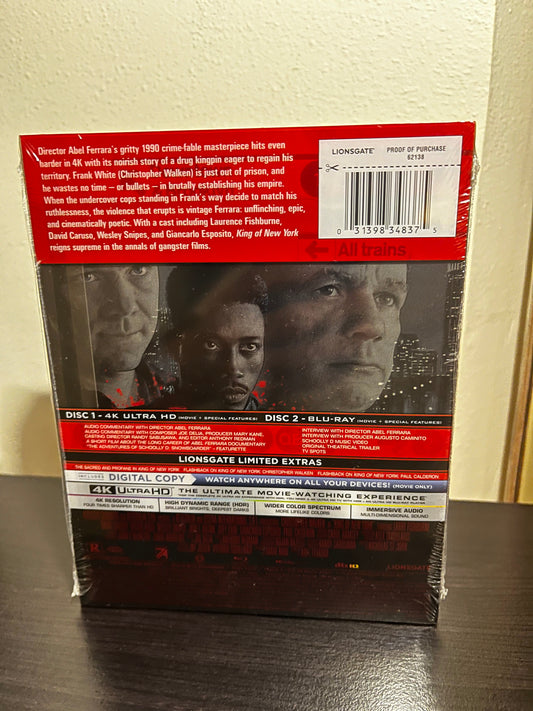 Director Abel Ferrara's gritty 1990 crime-fable masterpiece hits even
harder in 4K with its noirish story of a drug kingpin eager to regain his
territory. Frank White (Christopher Walken) is just out of prison, and
he wastes no time — or bullets — in brutally establishing his empire.
When the undercover cops standing in Frank's way decide to match his
ruthlessness, the violence that erupts is vintage Ferrara: unflinching, epic,
and cinematically poetic. With a cast including Laurence Fishburne,
David Caruso, Wesley Snipes, and Giancarlo Esposito, King of New York
reigns supreme in the annals of gangster films.
LIONSGATE PROOF OF PURCHASE
62138
0 31398 34837 5
← All trains
DISC 1 - 4K ULTRA HD (MOVIE + SPECIAL FEATURES)
AUDIO COMMENTARY WITH DIRECTOR ABEL FERRARA
AUDIO COMMENTARY WITH COMPOSER JOE DELIA, PRODUCER MARY KANE,
CASTING DIRECTOR RANDY SABUSAWA, AND EDITOR ANTHONY REDMAN
A SHORT FILM ABOUT THE LONG CAREER OF ABEL FERRARA DOCUMENTARY
"THE ADVENTURES OF SCHOOLLY D: SNOWBOARDER" - FEATURETTE
DISC 2 - BLU-RAY (MOVIE + SPECIAL FEATURES)
INTERVIEW WITH DIRECTOR ABEL FERRARA
INTERVIEW WITH PRODUCER AUGUSTO CAMINITO
SCHOOLLY D MUSIC VIDEO
ORIGINAL THEATRICAL TRAILER
TV SPOTS
LIONSGATE LIMITED EXTRAS
THE SACRED AND PROFANE IN KING OF NEW YORK FLASHBACK ON KING OF NEW YORK: CHRISTOPHER WALKEN FLASHBACK ON KING OF NEW YORK: PAUL CALDERON
INCLUDES DIGITAL COPY WATCH ANYWHERE ON ALL YOUR DEVICES! (MOVIE ONLY)
4K ULTRA HD THE ULTIMATE MOVIE-WATCHING EXPERIENCE
4K RESOLUTION
FOUR TIMES SHARPER THAN HD
HIGH DYNAMIC RANGE (HDR)
BRILLIANT BRIGHTS, DEEPEST DARKS
WIDER COLOR SPECTRUM
MORE LIFELIKE COLORS
IMMERSIVE AUDIO
MULTI-DIMENSIONAL SOUND
R
dts HD
LIONSGATE